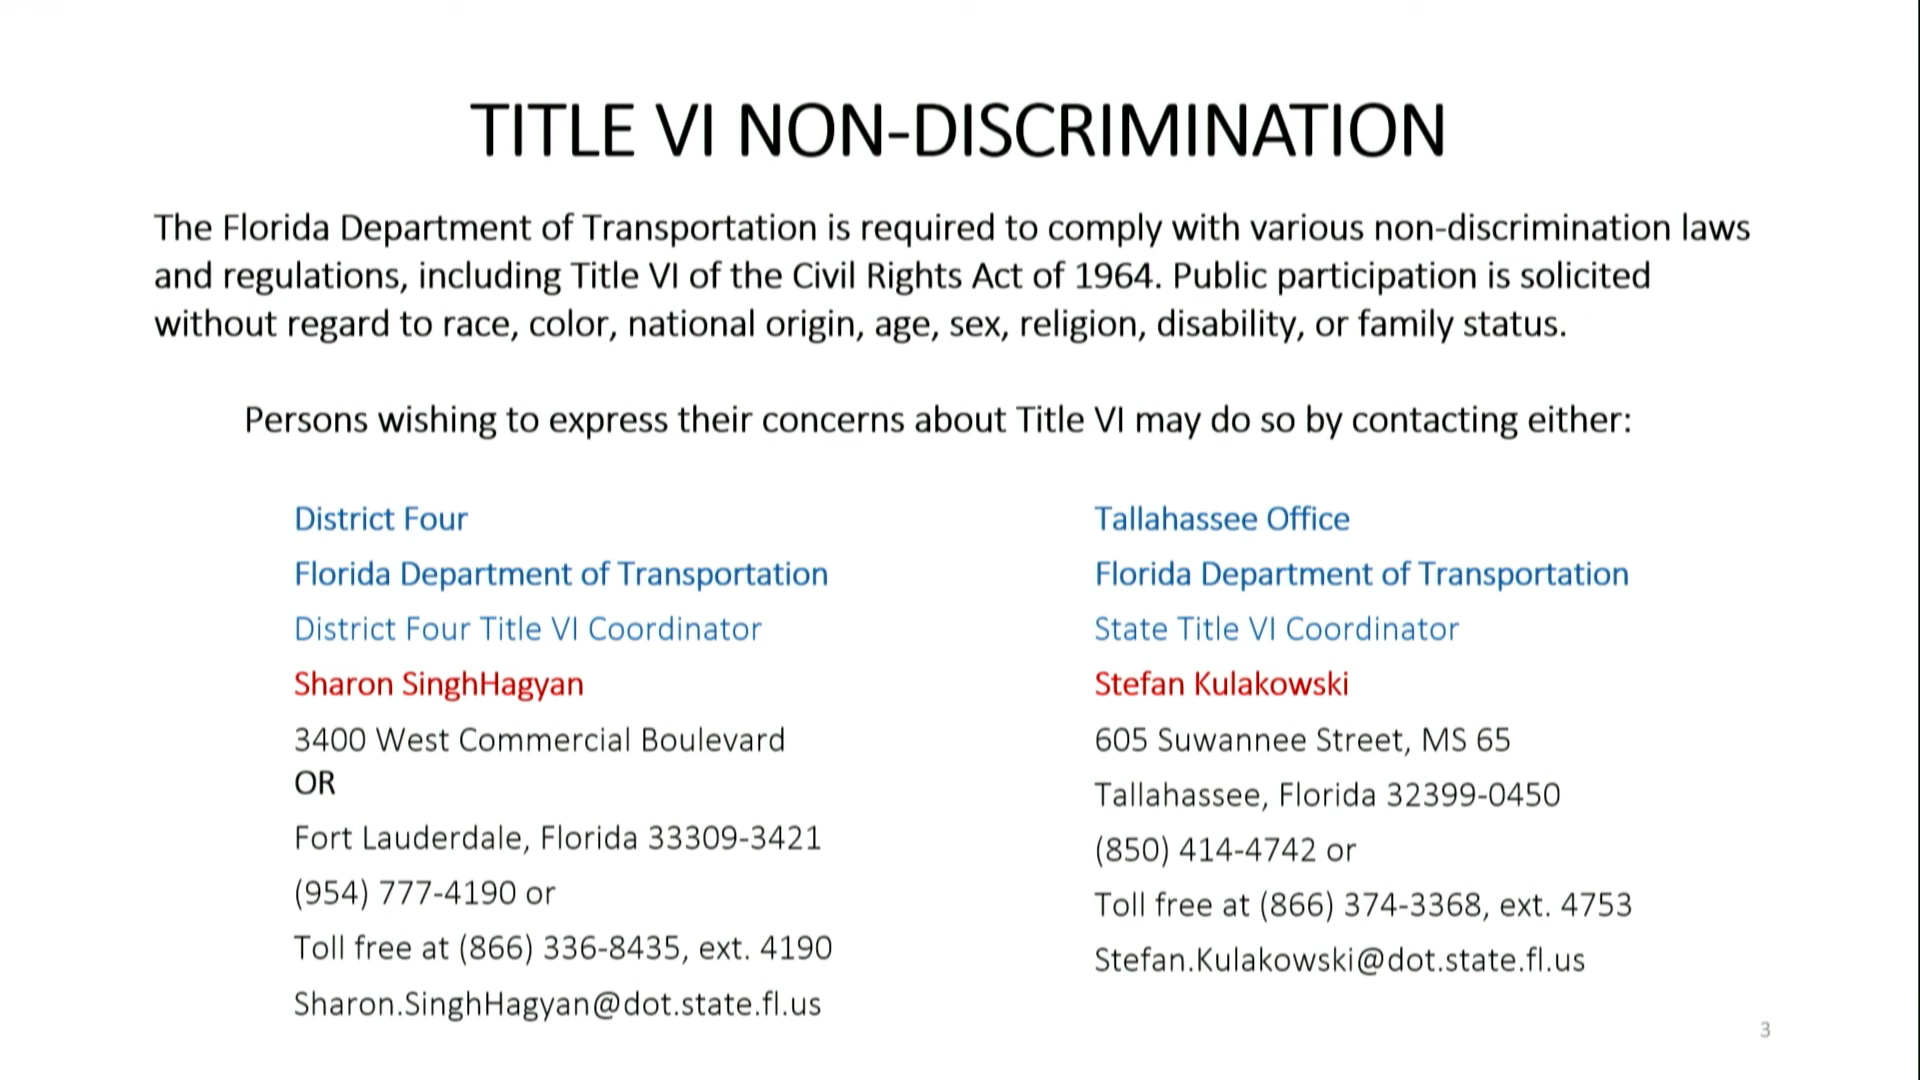 TITLE VI NON-DISCRIMINATION
The Florida Department of Transportation is required to comply with various non-discrimination laws
and regulations, including Title VI of the Civil Rights Act of 1964. Public participation is solicited
without regard to race, color, national origin, age, sex, religion, disability, or family status.
Persons wishing to express their concerns about Title VI may do so by contacting either:
District Four
Florida Department of Transportation
District Four Title VI Coordinator
Sharon SinghHagyan
3400 West Commercial Boulevard
OR
Fort Lauderdale, Florida 33309-3421
(954) 777-4190 or
Toll free at (866) 336-8435, ext. 4190
Sharon.SinghHagyan@dot.state.fl.us
Tallahassee Office
Florida Department of Transportation
State Title VI Coordinator
Stefan Kulakowski
605 Suwannee Street, MS 65
Tallahassee, Florida 32399-0450
(850) 414-4742 or
Toll free at (866) 374-3368, ext. 4753
Stefan.Kulakowski@dot.state.fl.us
3